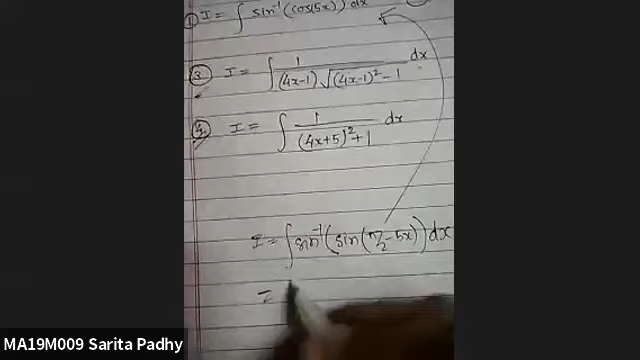 ① I = ∫ sin⁻¹(cos(5x)) dx
③ I = ∫ 1/((4x-1)√((4x-1)²-1)) dx
④ I = ∫ 1/((4x+5)²+1) dx
I = ∫ sin⁻¹(sin(π/2-5x)) dx
=
MA19M009 Sarita Padhy